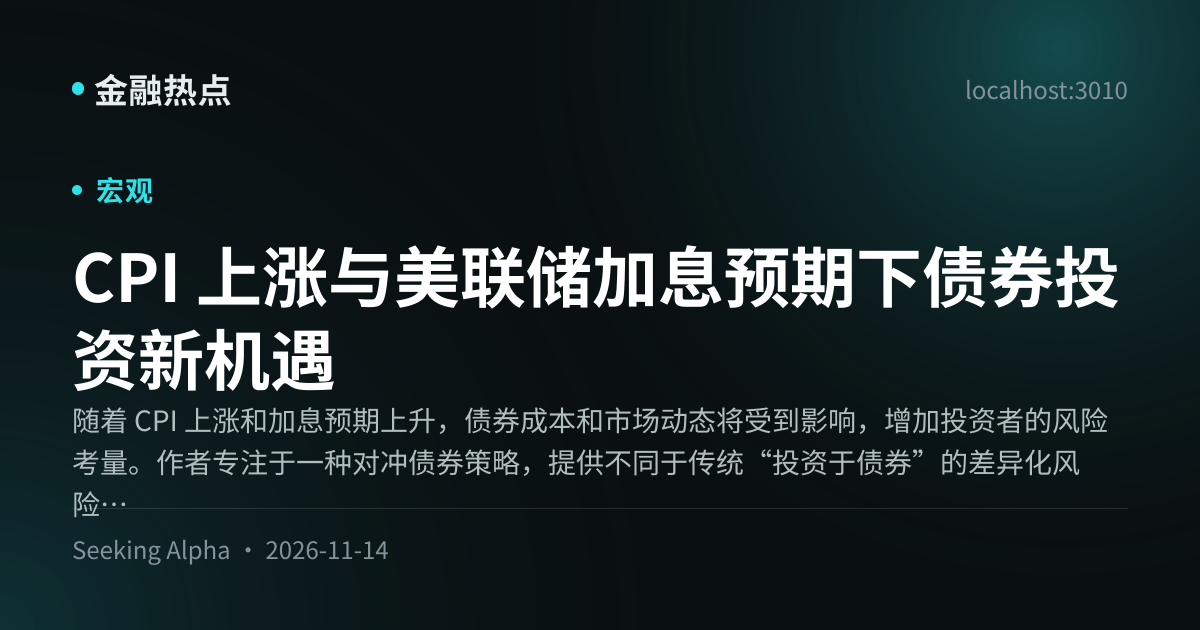 金融热点
localhost:3010
宏观
CPI 上涨与美联储加息预期下债券投
资新机遇
随着 CPI 上涨和加息预期上升，债券成本和市场动态将受到影响，增加投资者的风险
考量。作者专注于一种对冲债券策略，提供不同于传统“投资于债券”的差异化风
险…
Seeking Alpha · 2026-11-14